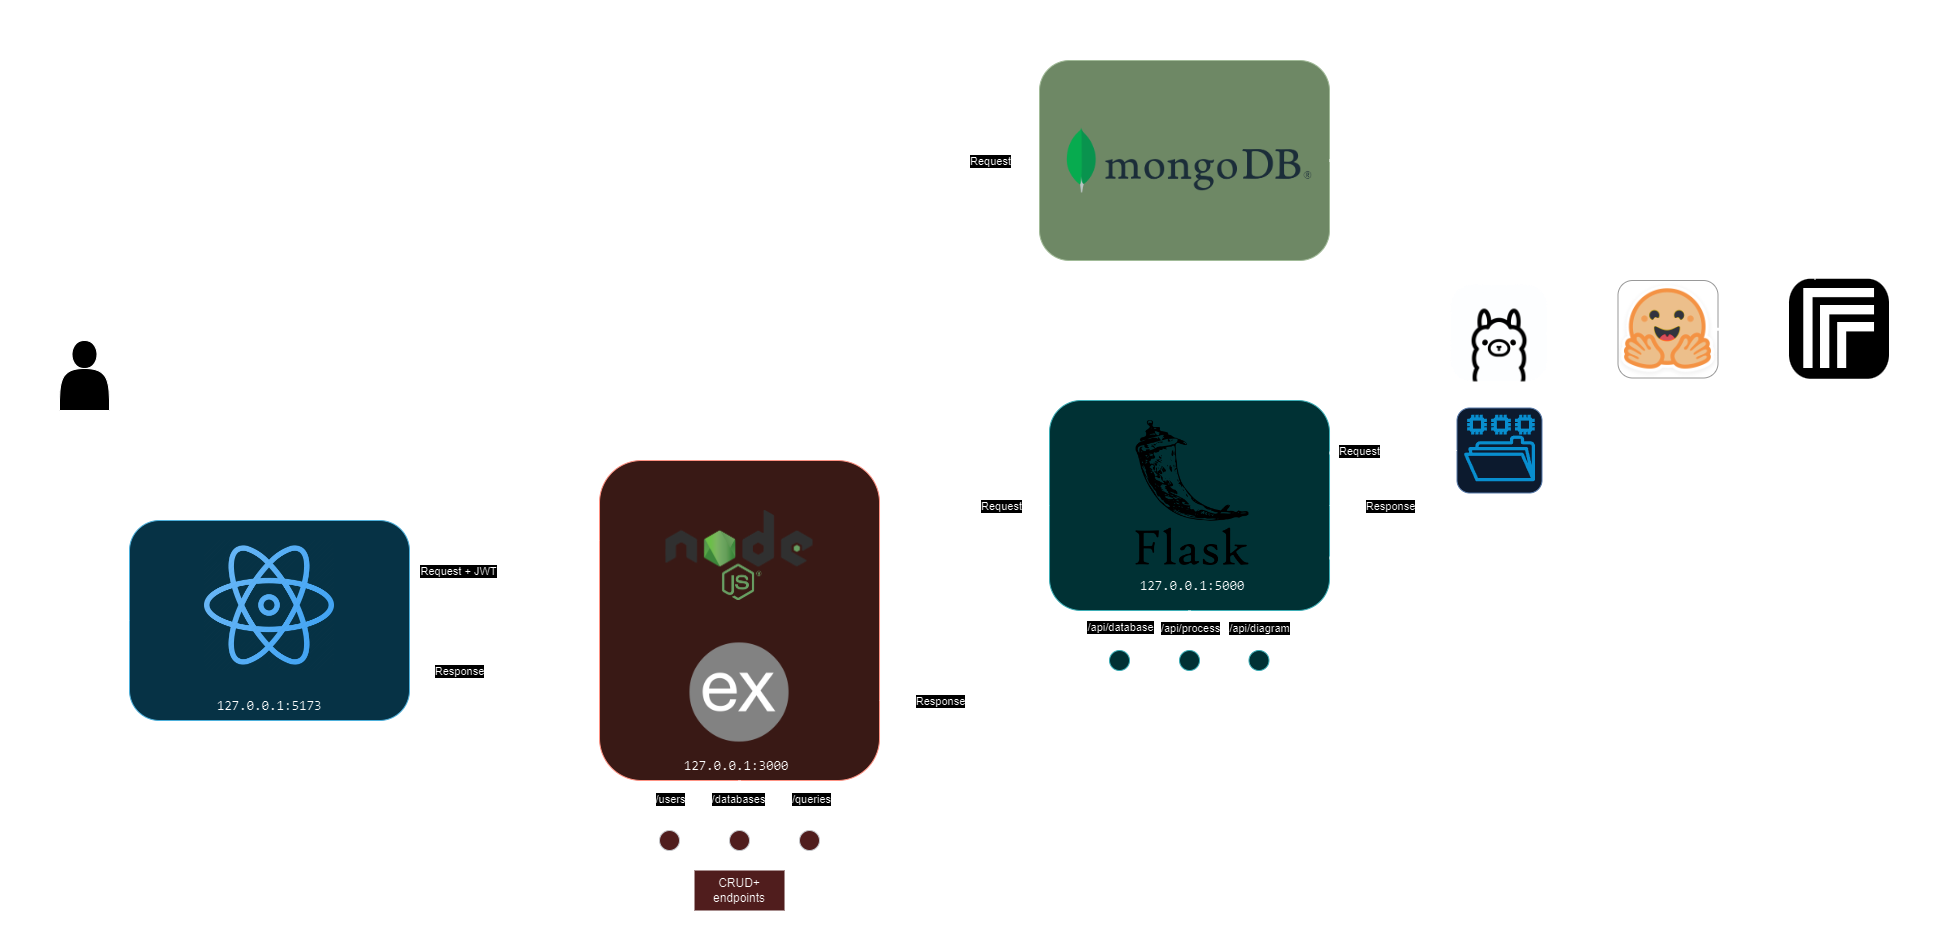 Request
mongoDB®
Request
Flask
127.0.0.1:5000
Request
Response
/api/database
/api/process
/api/diagram
node
JS®
ex
127.0.0.1:3000
Request + JWT
Response
127.0.0.1:5173
Response
/users
/databases
/queries
CRUD+
endpoints